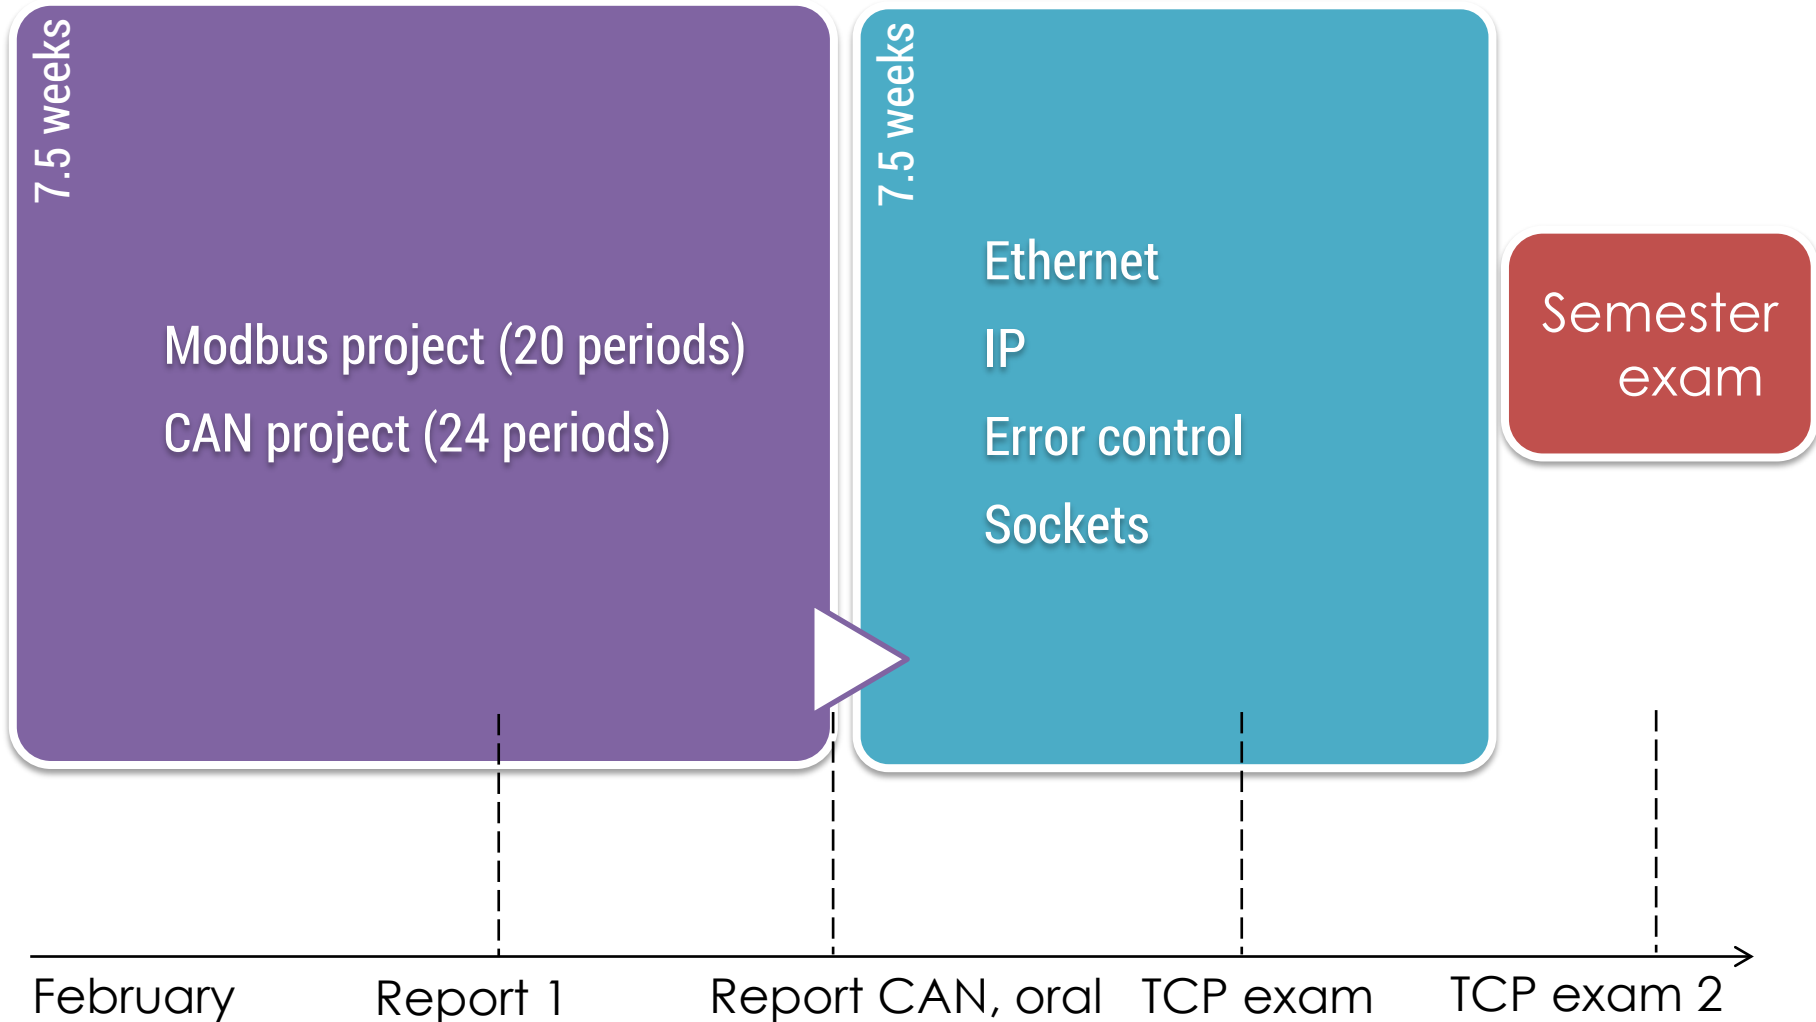 7.5 weeks
Modbus project (20 periods)
CAN project (24 periods)
7.5 weeks
Ethernet
IP
Error control
Sockets
Semester
exam
February
Report 1
Report CAN, oral
TCP exam
TCP exam 2